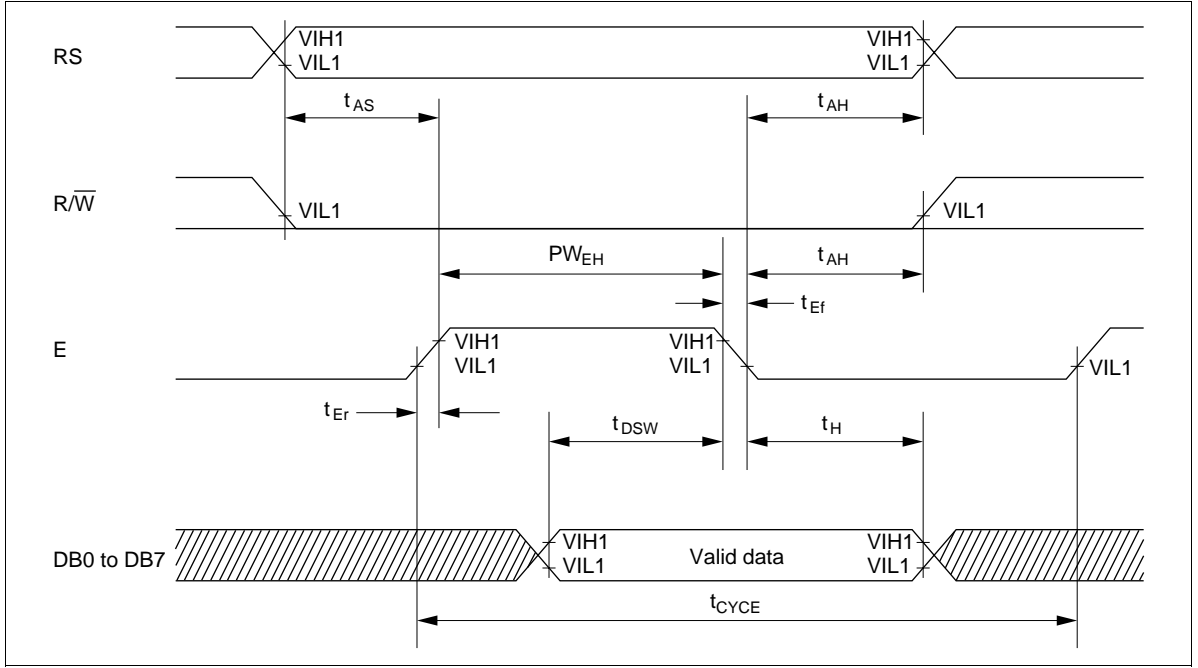 RS
VIH1
VIL1
VIH1
VIL1
tAS
tAH
R/W̅
VIL1
VIL1
PWEH
tAH
tEf
E
VIH1
VIL1
VIH1
VIL1
VIL1
tEr
tDSW
tH
DB0 to DB7
VIH1
VIL1
Valid data
VIH1
VIL1
tCYCE